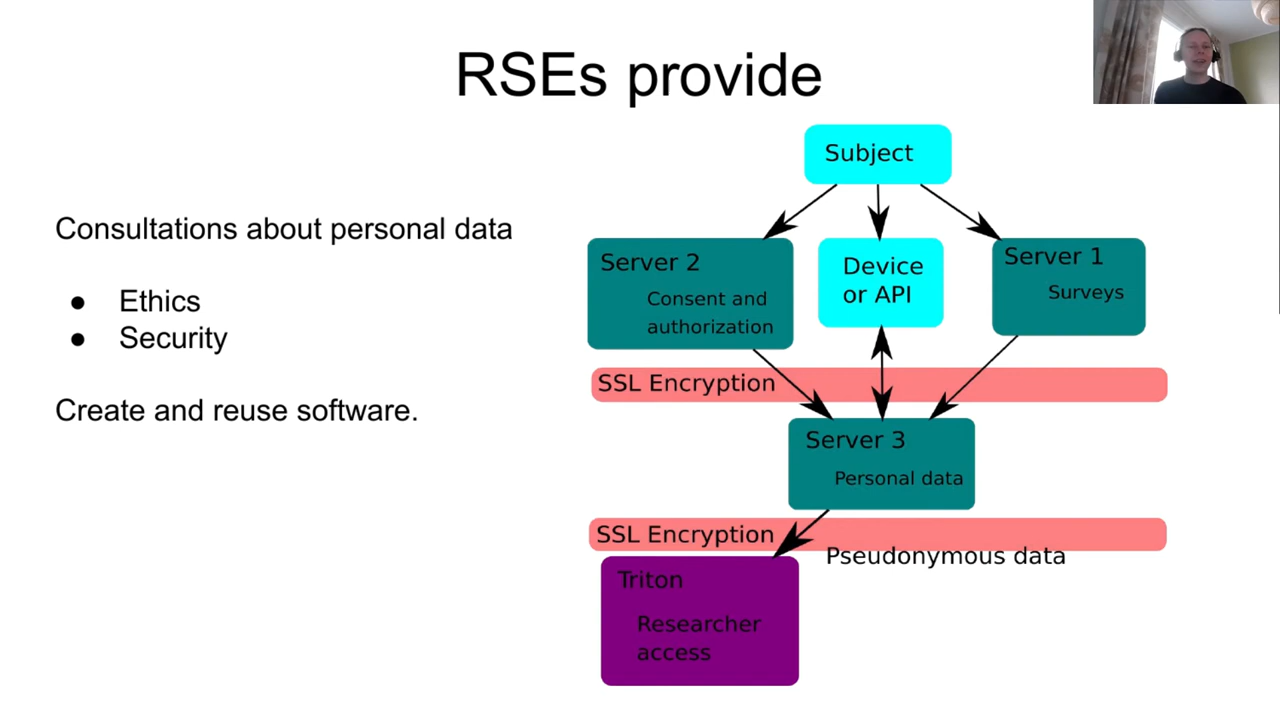 RSEs provide
Consultations about personal data
● Ethics
● Security
Create and reuse software.
Subject
Server 2
Consent and
authorization
Device
or API
Server 1
Surveys
SSL Encryption
Server 3
Personal data
SSL Encryption
Pseudonymous data
Triton
Researcher
access